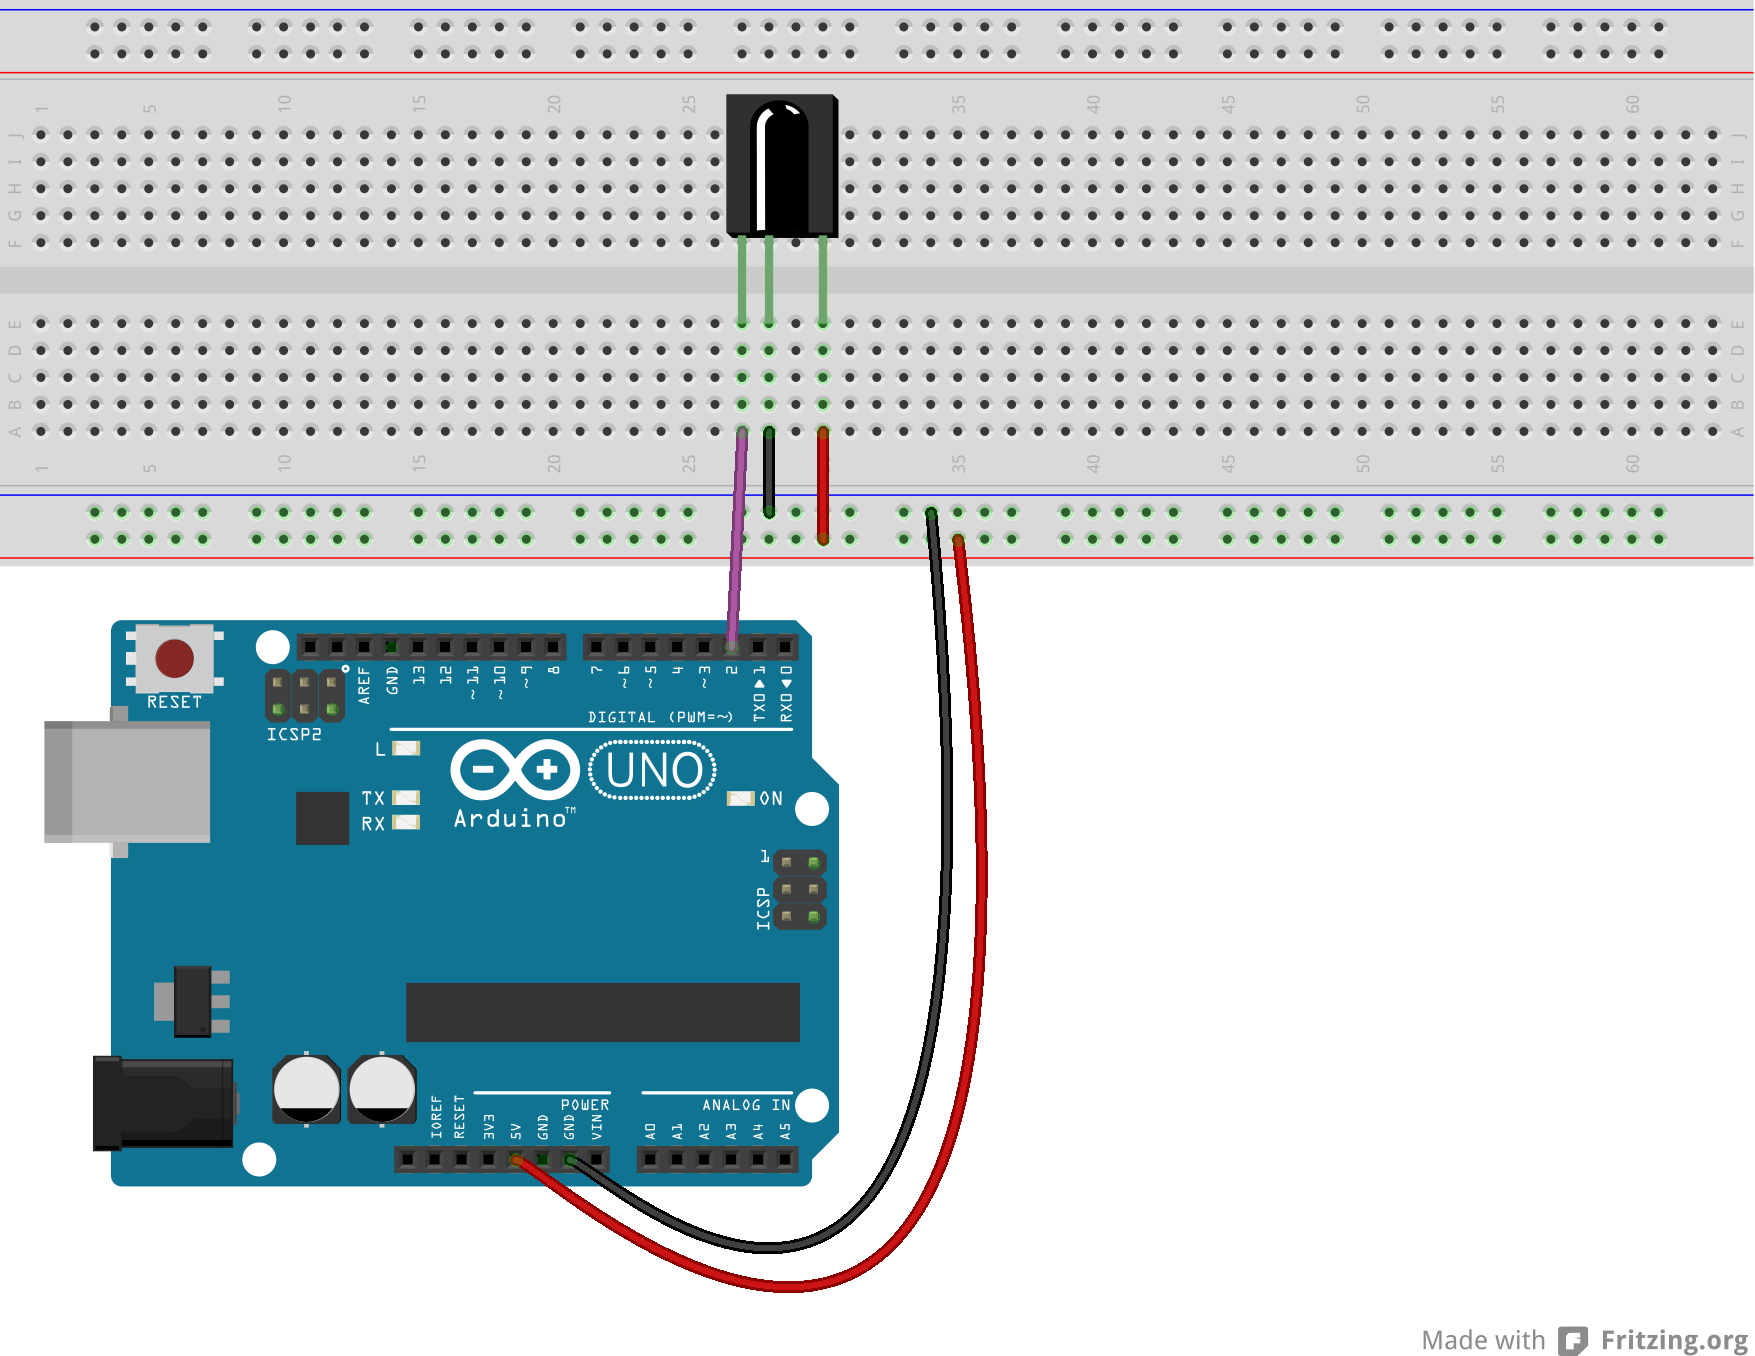 1 5 10 15 20 25 35 40 45 50 55 60
J J
I I
H H
G G
F F
E E
D D
C C
B B
A A
1 5 10 15 20 25 35 40 45 50 55 60
RESET
ICSP2
AREF GND 13 12 ~11 ~10 ~9 8 7 ~6 ~5 4 ~3 2 TX0▶1 RX0◀0
DIGITAL (PWM=~)
L
TX
RX
UNO
Arduino™
ON
1
ICSP
POWER
ANALOG IN
IOREF RESET 3V3 5V GND GND VIN A0 A1 A2 A3 A4 A5
Made with Fritzing.org